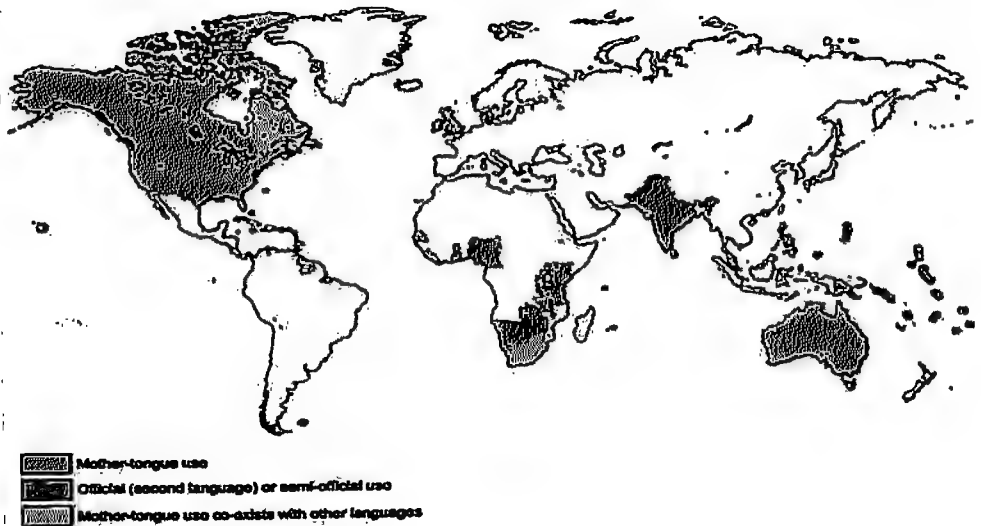 Mother-tongue use
Official (second language) or semi-official use
Mother-tongue use co-exists with other languages